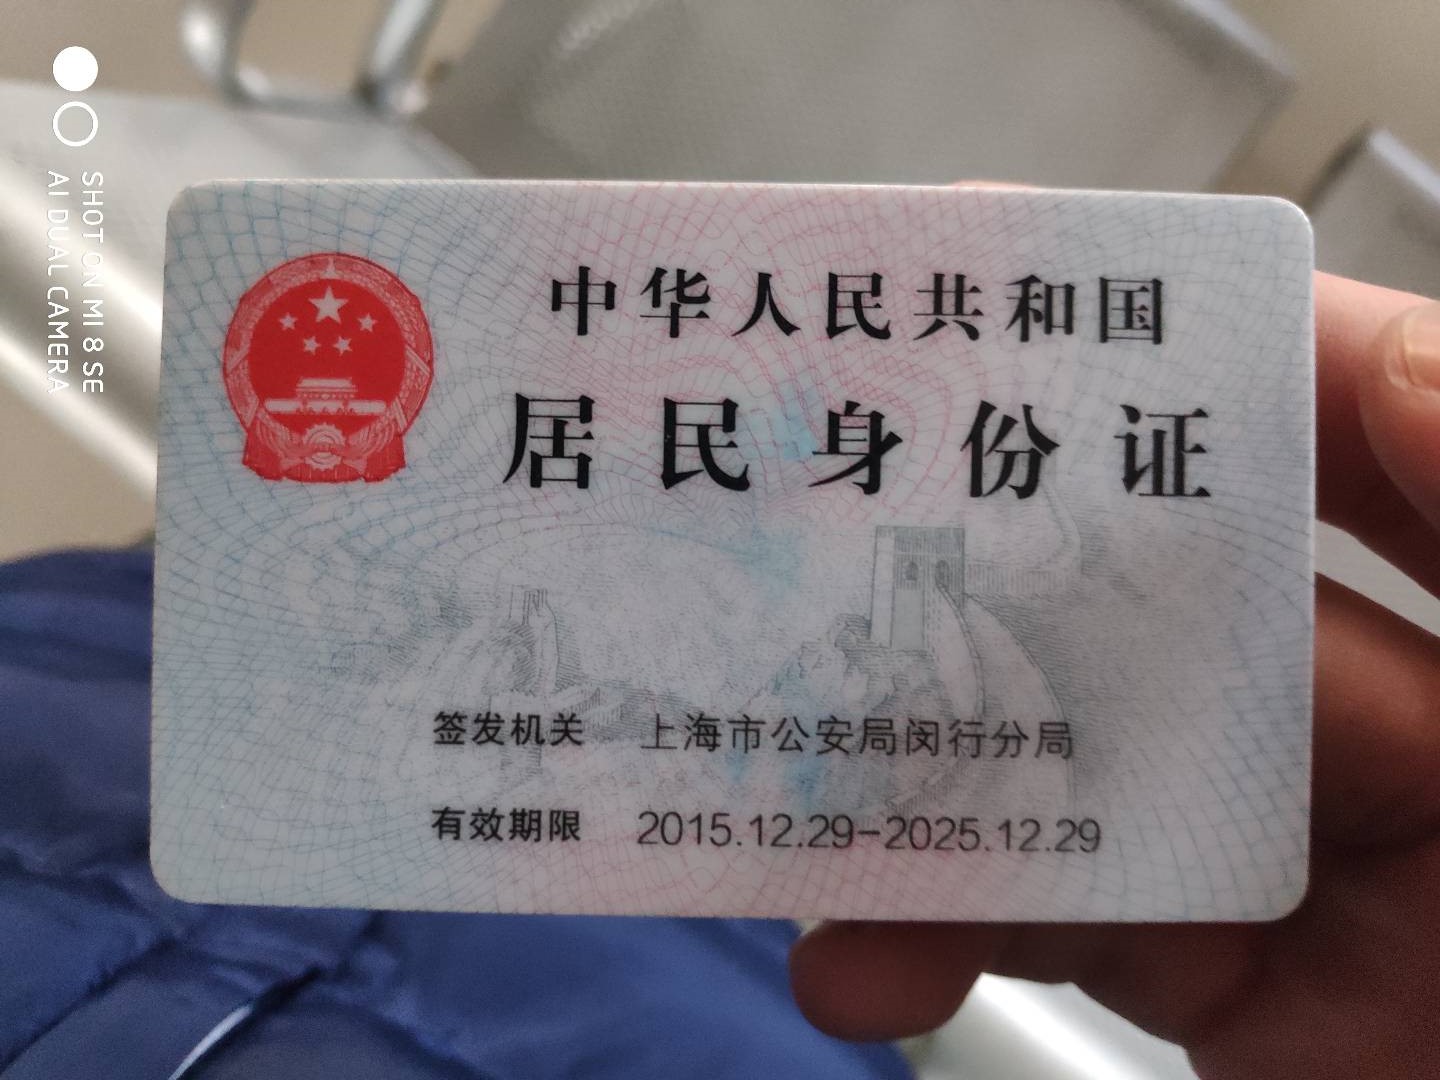 中华人民共和国
居民身份证
签发机关 上海市公安局闵行分局
有效期限 2015.12.29-2025.12.29
SHOT ON MI 8 SE
AI DUAL CAMERA